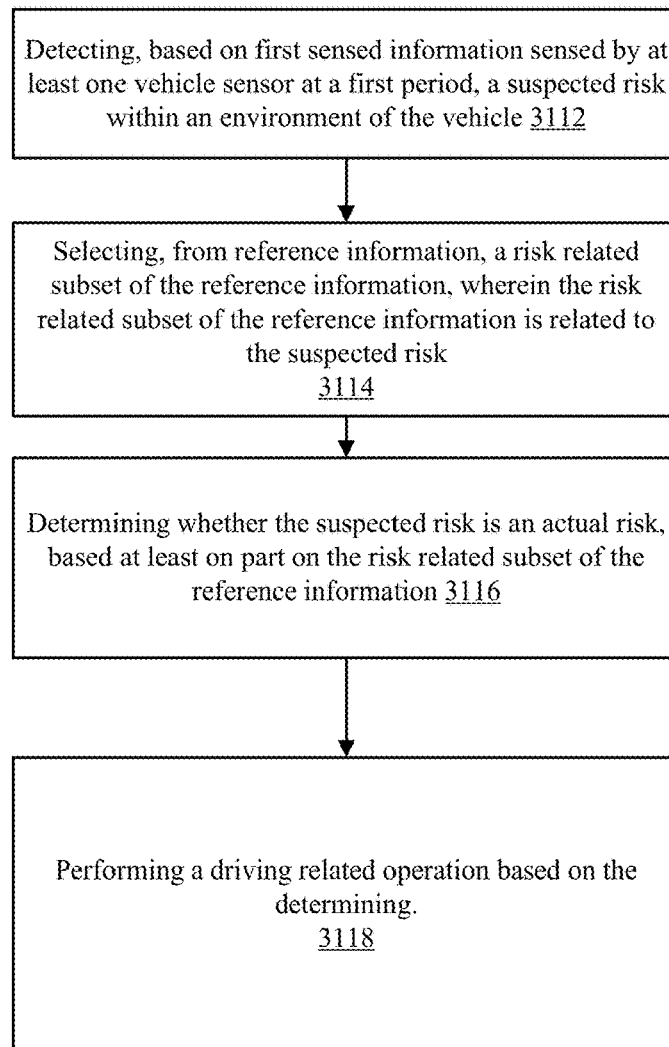 Detecting, based on first sensed information sensed by at
least one vehicle sensor at a first period, a suspected risk
within an environment of the vehicle 3112
Selecting, from reference information, a risk related
subset of the reference information, wherein the risk
related subset of the reference information is related to
the suspected risk
3114
Determining whether the suspected risk is an actual risk,
based at least on part on the risk related subset of the
reference information 3116
Performing a driving related operation based on the
determining.
3118